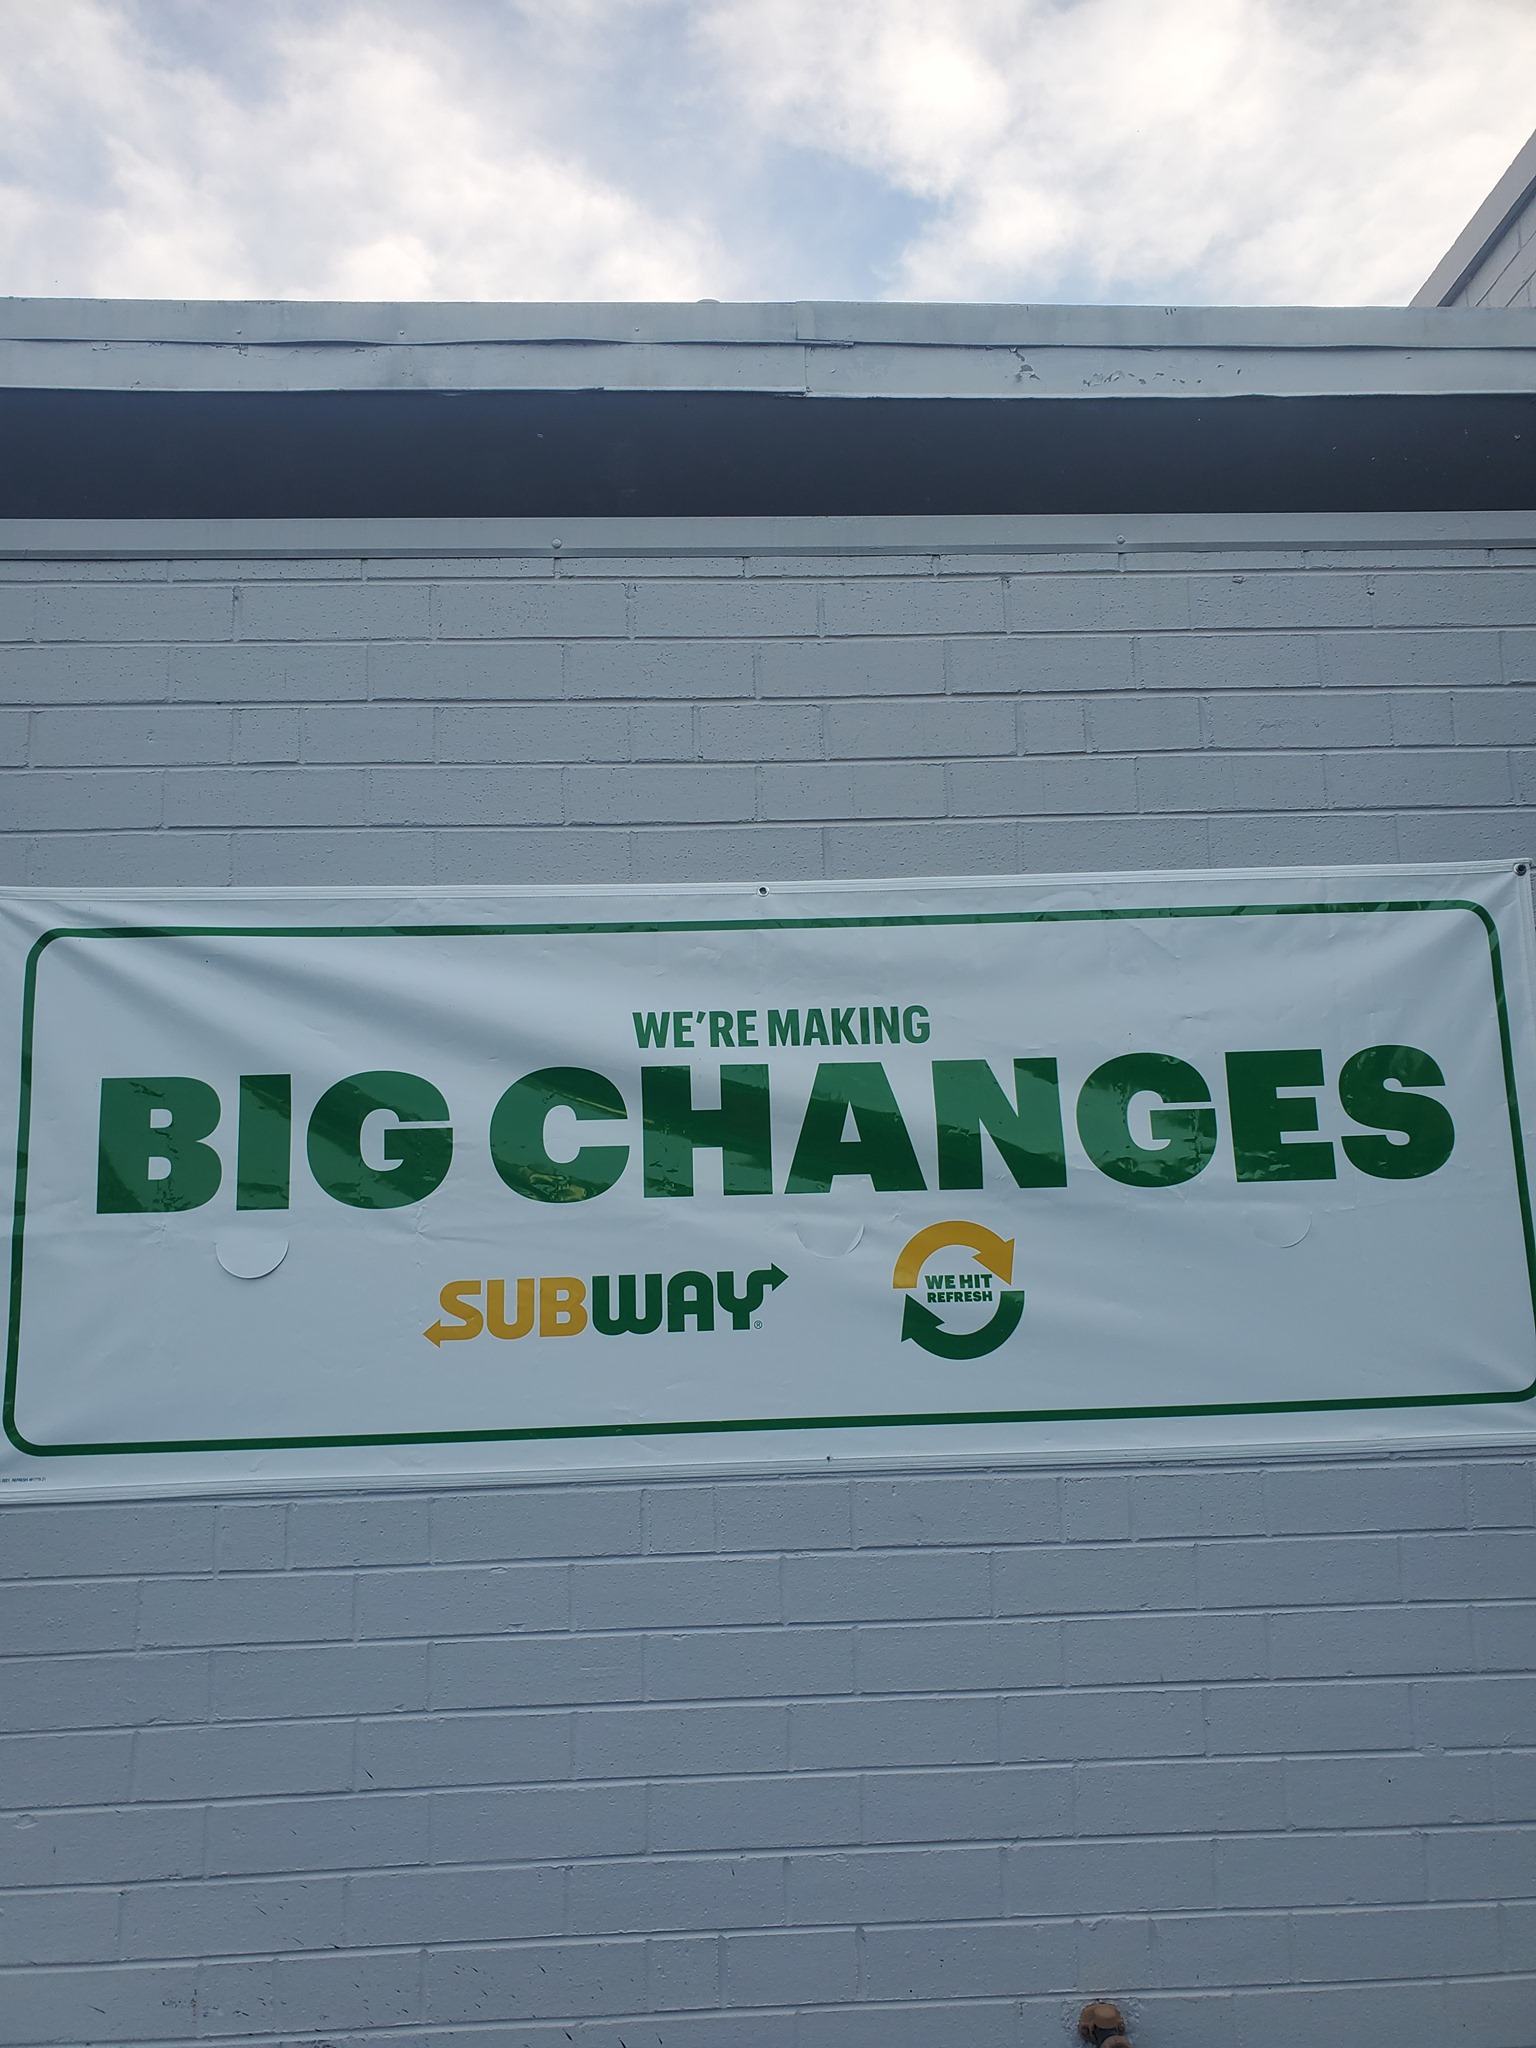 WE'RE MAKING
BIG CHANGES
SUBWAY®
WE HIT
REFRESH